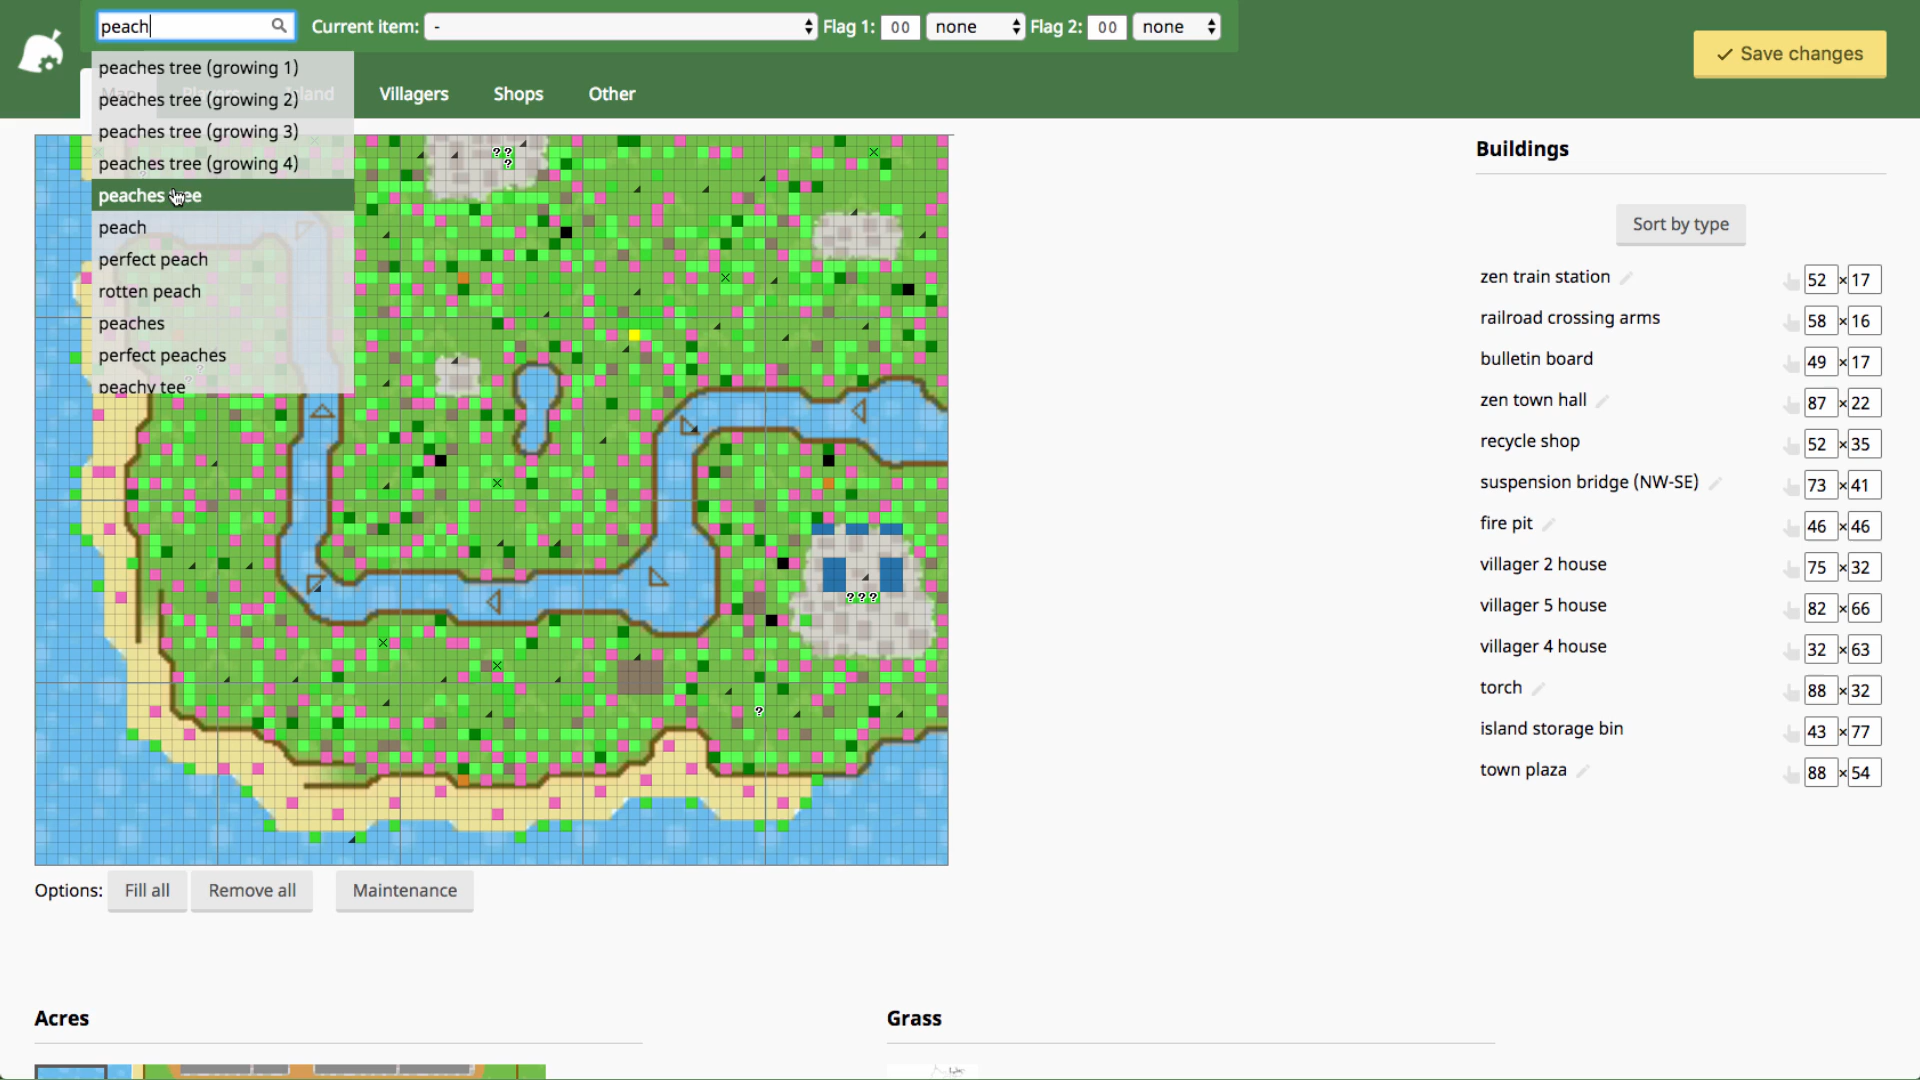 peach
Current item: -
Flag 1: 00 none Flag 2: 00 none
Save changes
Villagers Shops Other
peaches tree (growing 1)
peaches tree (growing 2)
peaches tree (growing 3)
peaches tree (growing 4)
peaches tree
peach
perfect peach
rotten peach
peaches
perfect peaches
peachy tee
? ?
?
? ? ?
?
Buildings
Sort by type
zen train station 52 × 17
railroad crossing arms 58 × 16
bulletin board 49 × 17
zen town hall 87 × 22
recycle shop 52 × 35
suspension bridge (NW-SE) 73 × 41
fire pit 46 × 46
villager 2 house 75 × 32
villager 5 house 82 × 66
villager 4 house 32 × 63
torch 88 × 32
island storage bin 43 × 77
town plaza 88 × 54
Options: Fill all Remove all Maintenance
Acres
Grass